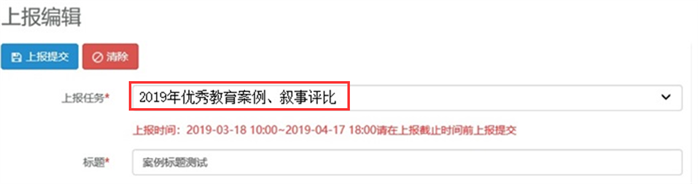 上报编辑
上报提交 清除
上报任务* 2019年优秀教育案例、叙事评比
上报时间：2019-03-18 10:00~2019-04-17 18:00请在上报截止时间前上报提交
标题* 案例标题测试